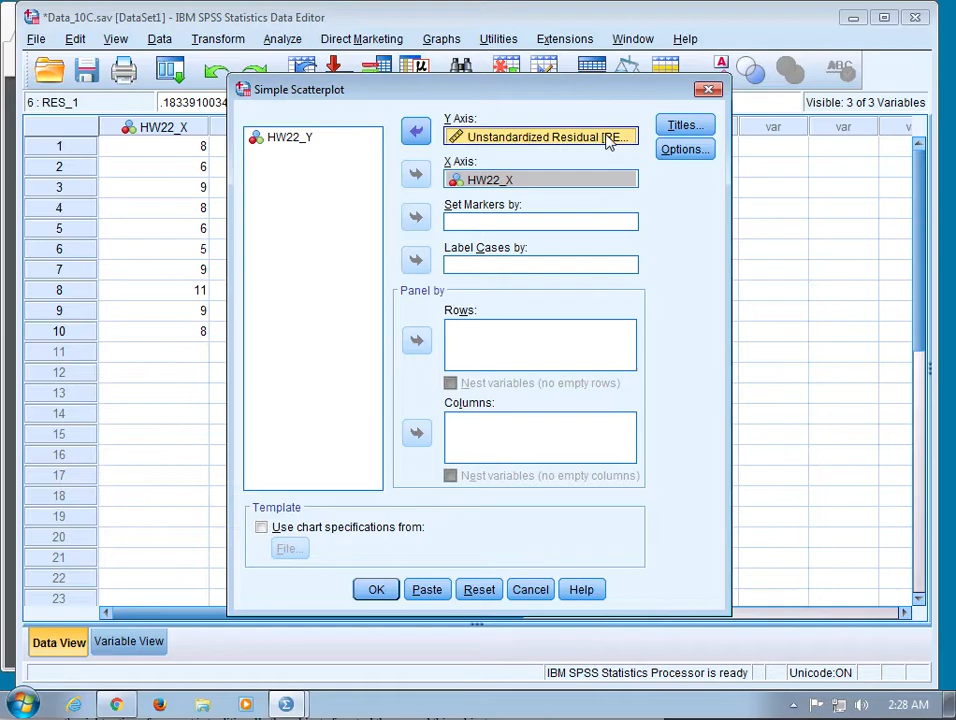 *Data_10C.sav [DataSet1] - IBM SPSS Statistics Data Editor
File Edit View Data Transform Analyze Direct Marketing Graphs Utilities Extensions Window Help
6 : RES_1 .1833910034 Visible: 3 of 3 Variables
HW22_X var var
1 8
2 6
3 9
4 8
5 6
6 5
7 9
8 11
9 9
10 8
11
12
13
14
15
16
17
18
19
20
21
22
23
Simple Scatterplot
HW22_Y
Y Axis:
Unstandardized Residual [RE...
X Axis:
HW22_X
Set Markers by:
Label Cases by:
Titles...
Options...
Panel by
Rows:
Nest variables (no empty rows)
Columns:
Nest variables (no empty columns)
Template
Use chart specifications from:
File...
OK Paste Reset Cancel Help
Data View Variable View
IBM SPSS Statistics Processor is ready Unicode:ON
2:28 AM